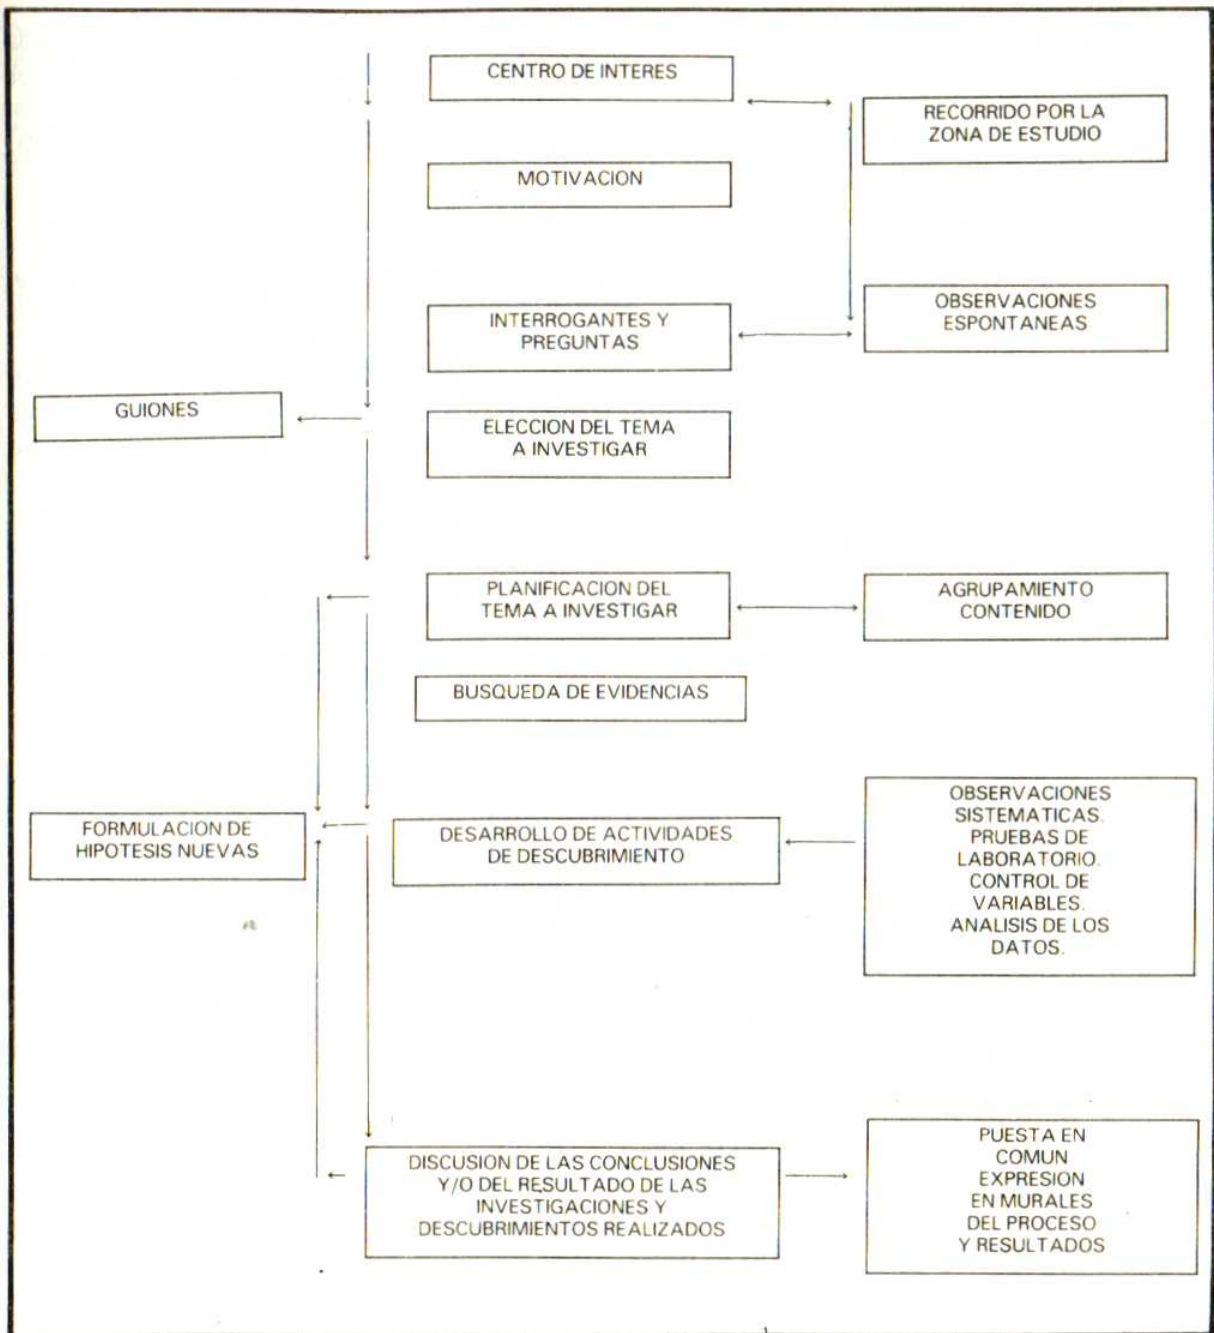 CENTRO DE INTERES
RECORRIDO POR LA
ZONA DE ESTUDIO
MOTIVACION
INTERROGANTES Y
PREGUNTAS
OBSERVACIONES
ESPONTANEAS
GUIONES
ELECCION DEL TEMA
A INVESTIGAR
PLANIFICACION DEL
TEMA A INVESTIGAR
AGRUPAMIENTO
CONTENIDO
BUSQUEDA DE EVIDENCIAS
FORMULACION DE
HIPOTESIS NUEVAS
DESARROLLO DE ACTIVIDADES
DE DESCUBRIMIENTO
OBSERVACIONES
SISTEMATICAS.
PRUEBAS DE
LABORATORIO.
CONTROL DE
VARIABLES.
ANALISIS DE LOS
DATOS.
DISCUSION DE LAS CONCLUSIONES
Y/O DEL RESULTADO DE LAS
INVESTIGACIONES Y
DESCUBRIMIENTOS REALIZADOS
PUESTA EN
COMUN
EXPRESION
EN MURALES
DEL PROCESO
Y RESULTADOS